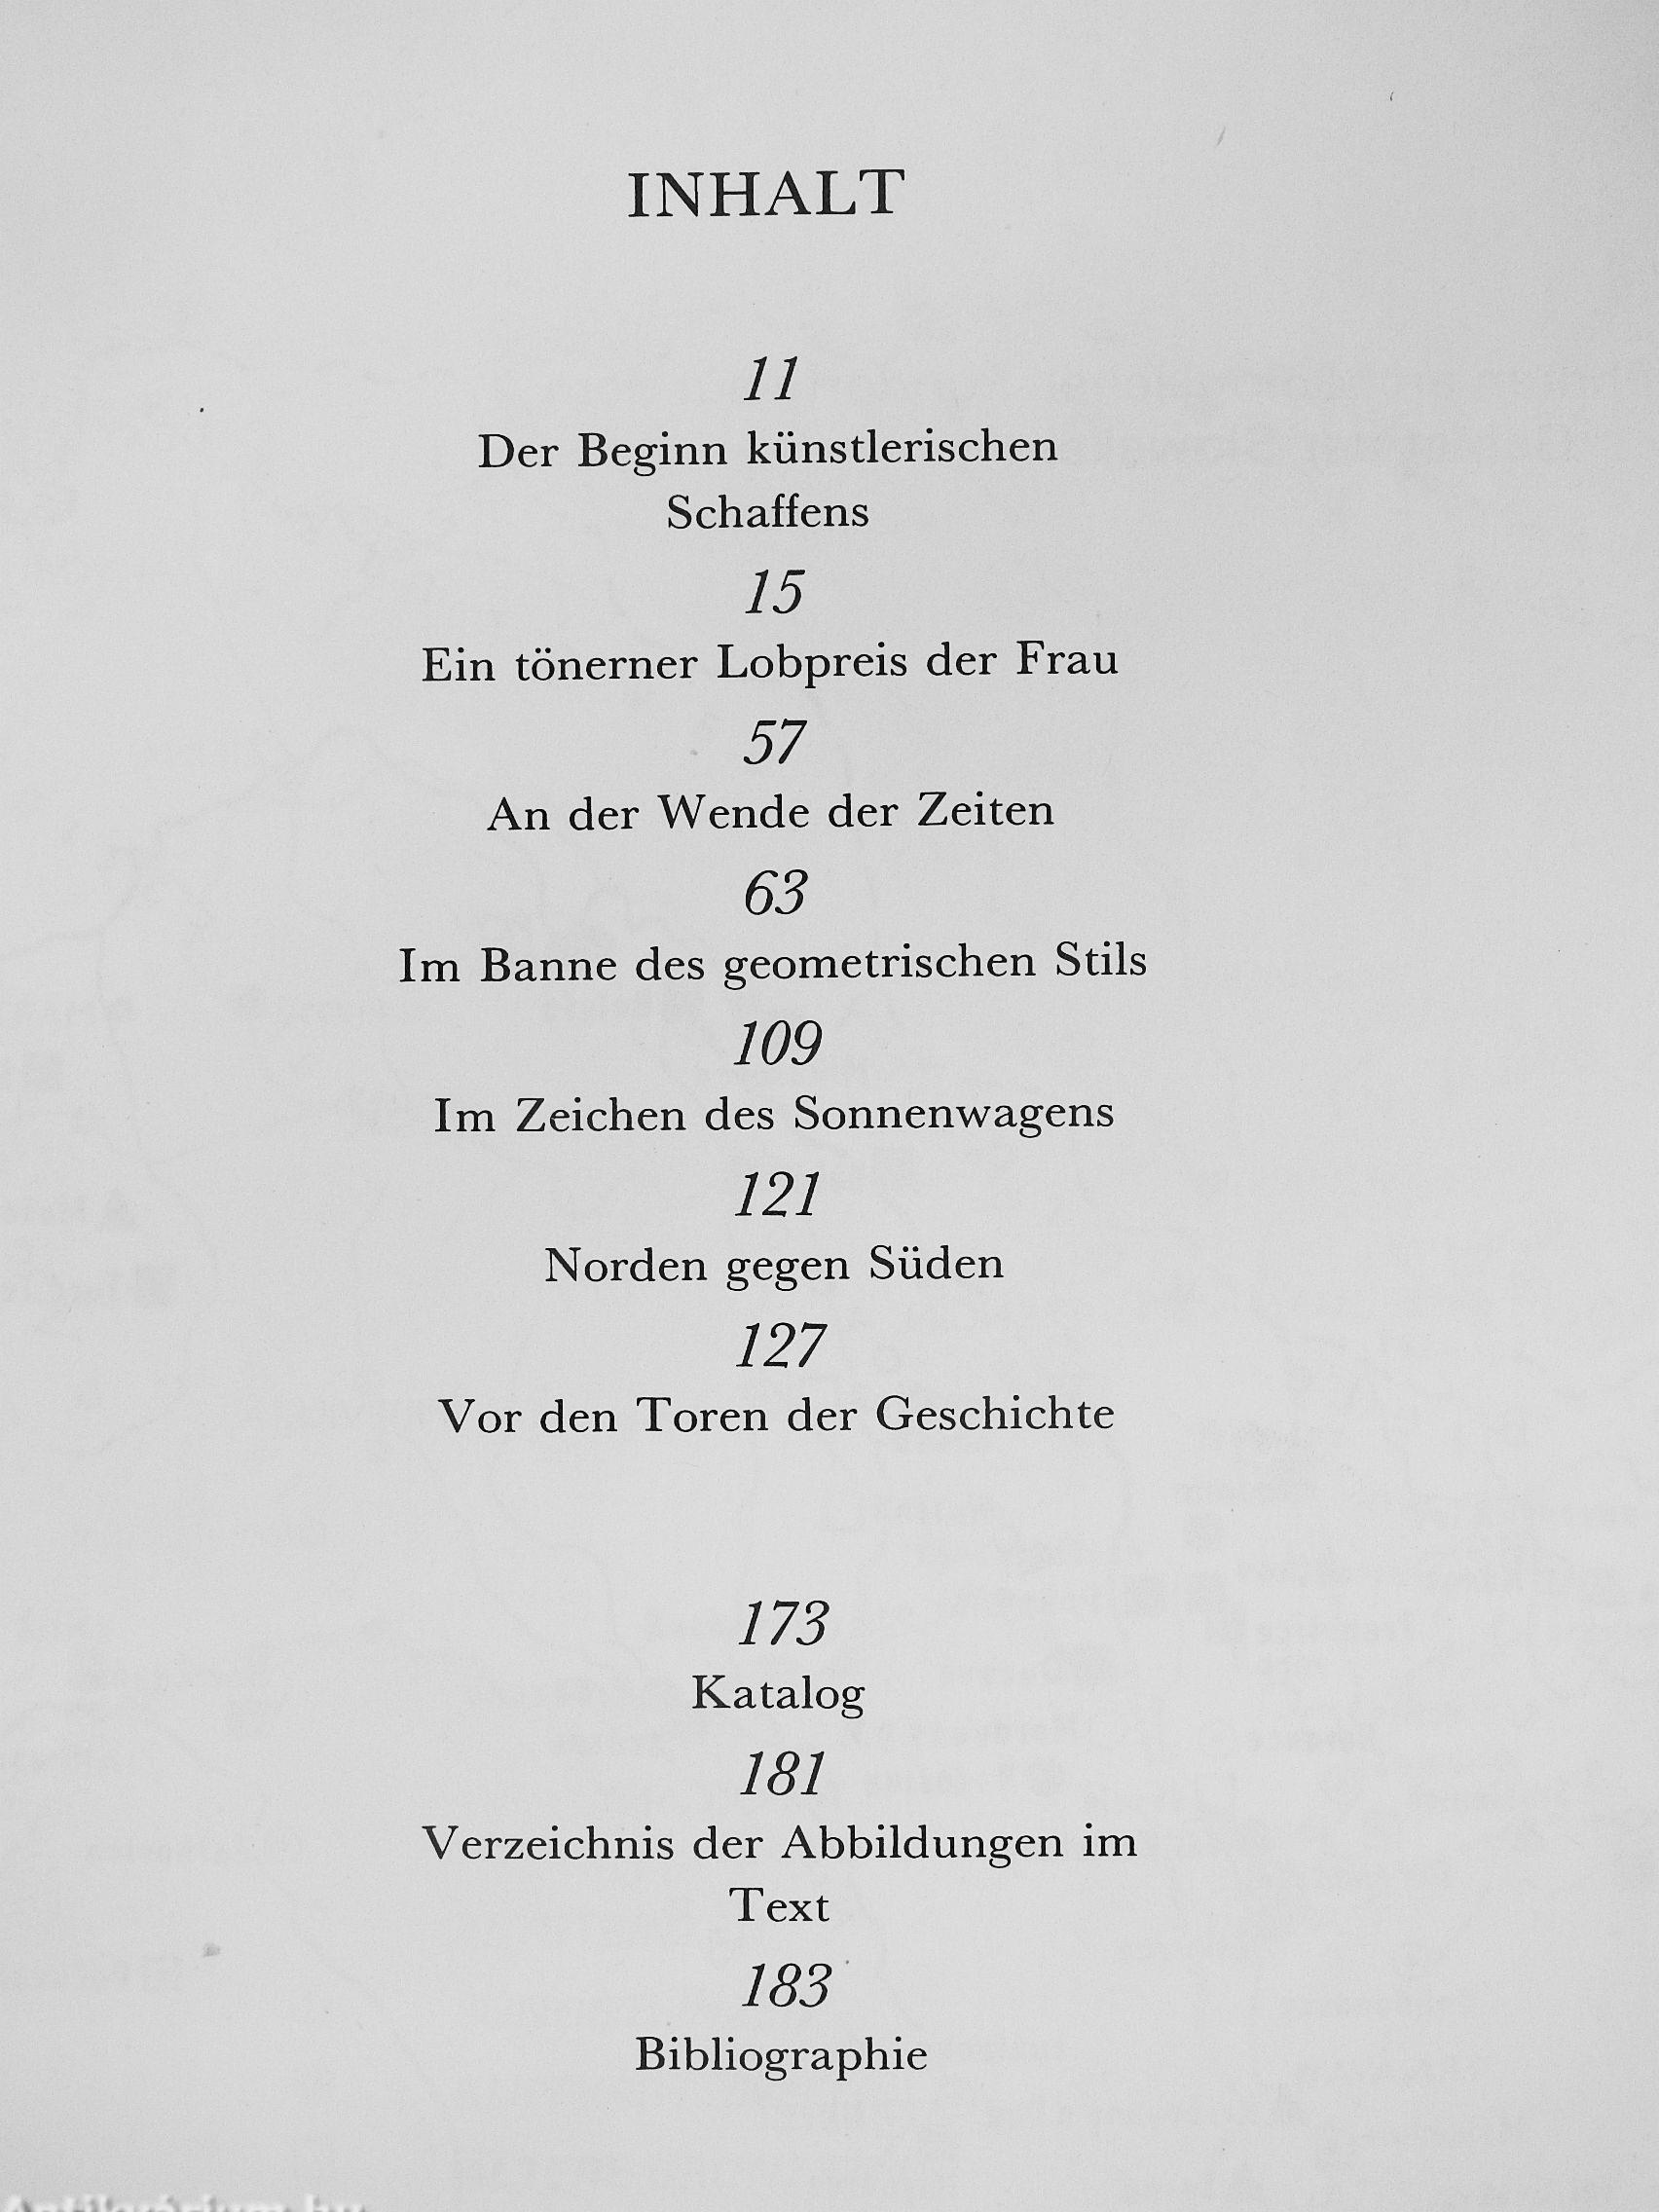 INHALT
11
Der Beginn künstlerischen
Schaffens
15
Ein tönerner Lobpreis der Frau
57
An der Wende der Zeiten
63
Im Banne des geometrischen Stils
109
Im Zeichen des Sonnenwagens
121
Norden gegen Süden
127
Vor den Toren der Geschichte
173
Katalog
181
Verzeichnis der Abbildungen im
Text
183
Bibliographie